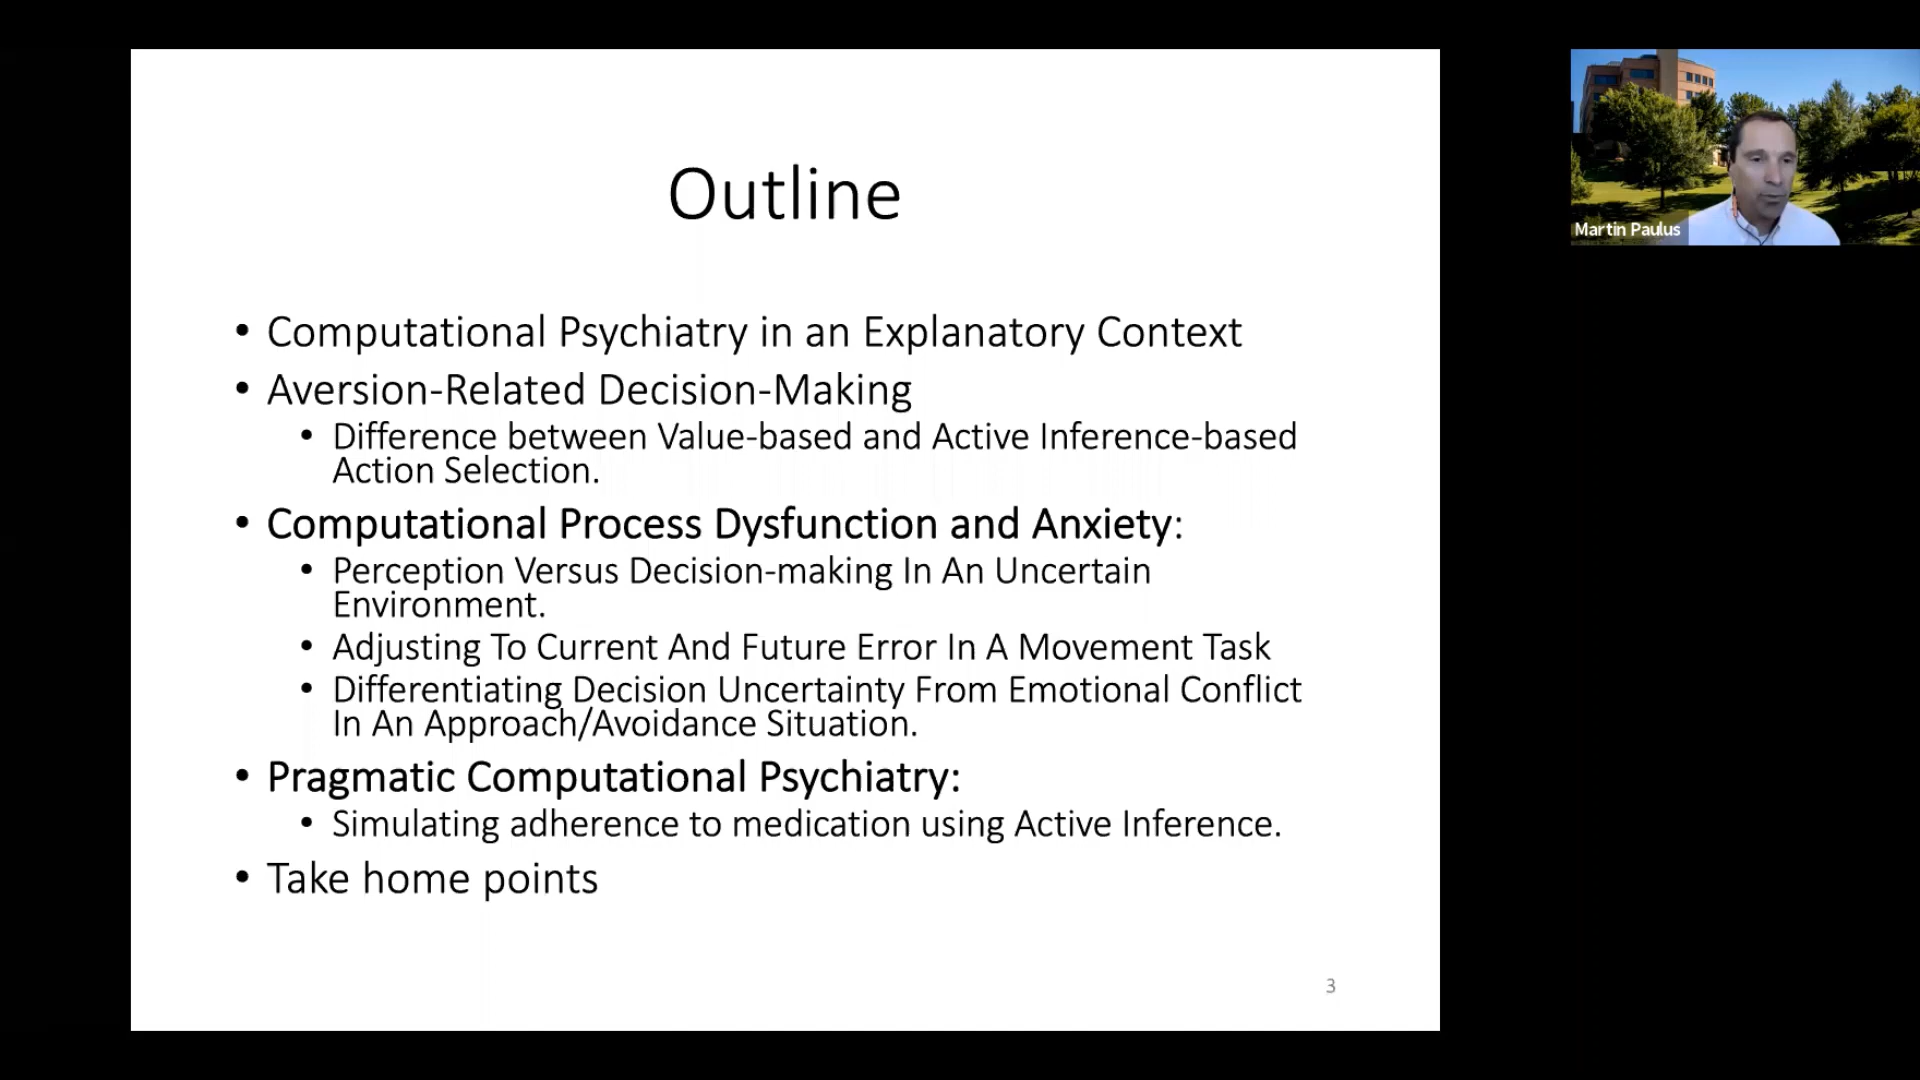 Outline
• Computational Psychiatry in an Explanatory Context
• Aversion-Related Decision-Making
• Difference between Value-based and Active Inference-based
Action Selection.
• Computational Process Dysfunction and Anxiety:
• Perception Versus Decision-making In An Uncertain
Environment.
• Adjusting To Current And Future Error In A Movement Task
• Differentiating Decision Uncertainty From Emotional Conflict
In An Approach/Avoidance Situation.
• Pragmatic Computational Psychiatry:
• Simulating adherence to medication using Active Inference.
• Take home points
3
Martin Paulus